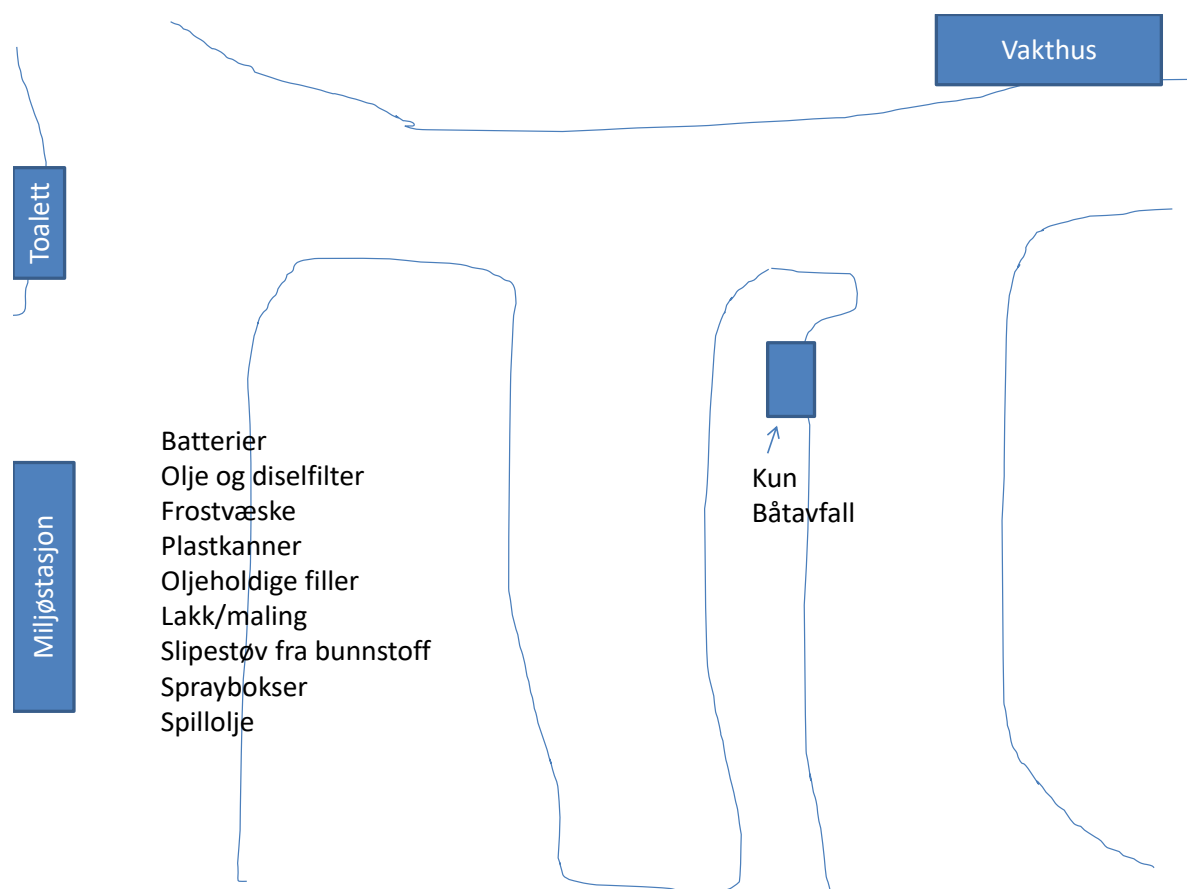 Vakthus
Toalett
Batterier
Olje og diselfilter
Frostvæske
Plastkanner
Oljeholdige filler
Lakk/maling
Slipestøv fra bunnstoff
Spraybokser
Spillolje
Miljøstasjon
Kun
Båtavfall